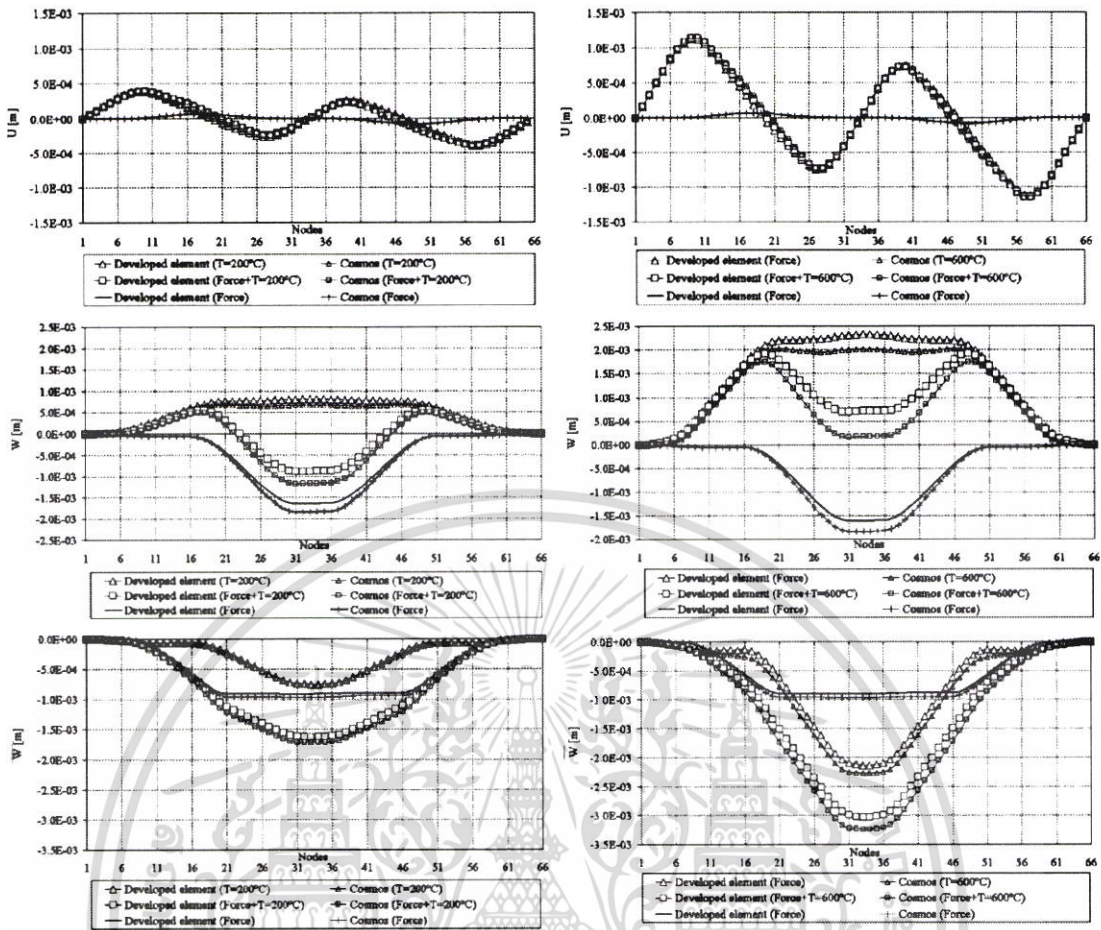 1.5E-03
1.0E-03
5.0E-04
0.0E+00
-5.0E-04
-1.0E-03
-1.5E-03
U [m]
1 6 11 16 21 26 31 36 41 46 51 56 61 66
Nodes
Developed element (T=200°C) Cosmos (T=200°C)
Developed element (Force+T=200°C) Cosmos (Force+T=200°C)
Developed element (Force) Cosmos (Force)
1.5E-03
1.0E-03
5.0E-04
0.0E+00
-5.0E-04
-1.0E-03
-1.5E-03
U [m]
1 6 11 16 21 26 31 36 41 46 51 56 61 66
Nodes
Developed element (Force) Cosmos (T=600°C)
Developed element (Force+T=600°C) Cosmos (Force+T=600°C)
Developed element (Force) Cosmos (Force)
2.5E-03
2.0E-03
1.5E-03
1.0E-03
5.0E-04
0.0E+00
-5.0E-04
-1.0E-03
-1.5E-03
-2.0E-03
-2.5E-03
W [m]
1 6 11 16 21 26 31 36 41 46 51 56 61 66
Nodes
Developed element (T=200°C) Cosmos (T=200°C)
Developed element (Force+T=200°C) Cosmos (Force+T=200°C)
Developed element (Force) Cosmos (Force)
2.5E-03
2.0E-03
1.5E-03
1.0E-03
5.0E-04
0.0E+00
-5.0E-04
-1.0E-03
-1.5E-03
-2.0E-03
W [m]
1 6 11 16 21 26 31 36 41 46 51 56 61 66
Nodes
Developed element (Force) Cosmos (T=600°C)
Developed element (Force+T=600°C) Cosmos (Force+T=600°C)
Developed element (Force) Cosmos (Force)
0.0E+00
-5.0E-04
-1.0E-03
-1.5E-03
-2.0E-03
-2.5E-03
-3.0E-03
-3.5E-03
W [m]
1 6 11 16 21 26 31 36 41 46 51 56 61 66
Nodes
Developed element (T=200°C) Cosmos (T=200°C)
Developed element (Force+T=200°C) Cosmos (Force+T=200°C)
Developed element (Force) Cosmos (Force)
0.0E+00
-5.0E-04
-1.0E-03
-1.5E-03
-2.0E-03
-2.5E-03
-3.0E-03
-3.5E-03
W [m]
1 6 11 16 21 26 31 36 41 46 51 56 61 66
Nodes
Developed element (Force) Cosmos (T=600°C)
Developed element (Force+T=600°C) Cosmos (Force+T=600°C)
Developed element (Force) Cosmos (Force)